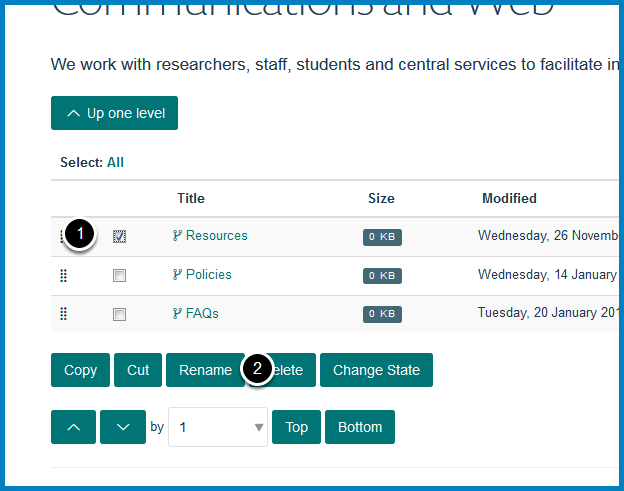 Communications and Web
We work with researchers, staff, students and central services to facilitate in
Up one level
Select: All
Title Size Modified
1 Resources 0 KB Wednesday, 26 Novemb
Policies 0 KB Wednesday, 14 January
FAQs 0 KB Tuesday, 20 January 201
Copy Cut Rename 2 elete Change State
by 1 Top Bottom